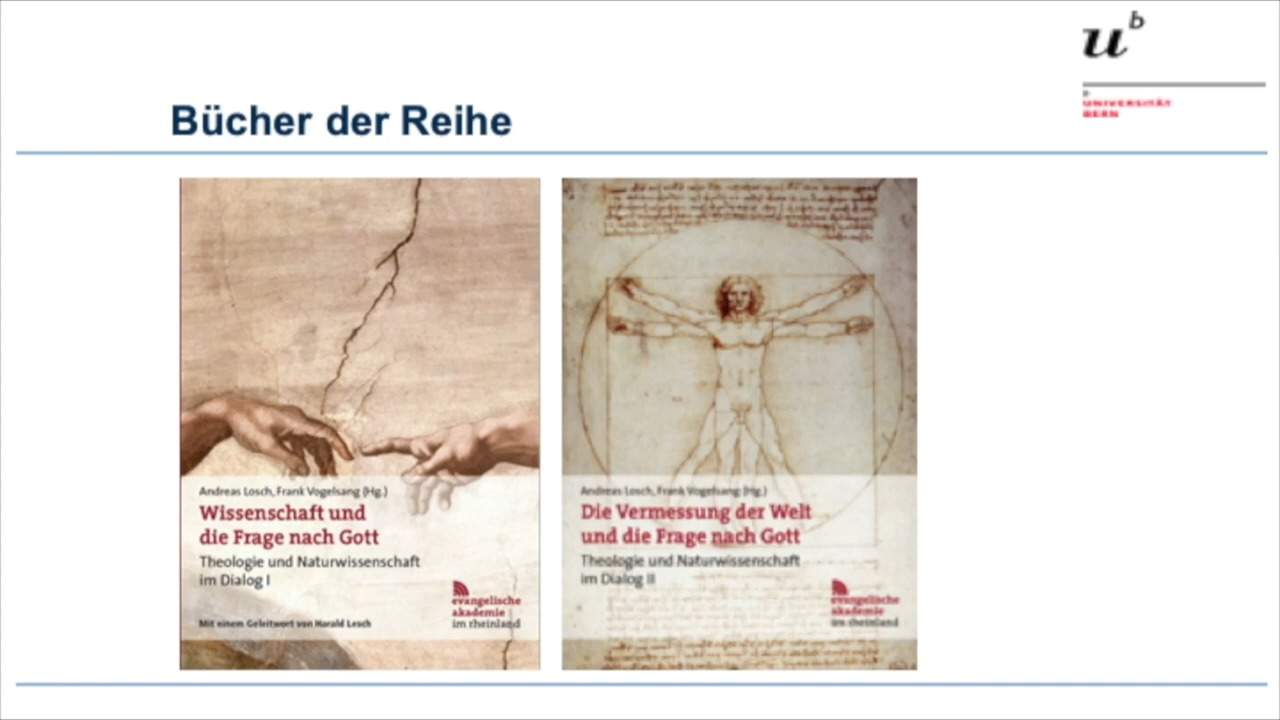 u^b
b
UNIVERSITÄT
BERN
Bücher der Reihe
Andreas Losch, Frank Vogelsang (Hg.)
Wissenschaft und
die Frage nach Gott
Theologie und Naturwissenschaft
im Dialog I
evangelische
akademie
im rheinland
Mit einem Geleitwort von Harald Lesch
Andreas Losch, Frank Vogelsang (Hg.)
Die Vermessung der Welt
und die Frage nach Gott
Theologie und Naturwissenschaft
im Dialog II
evangelische
akademie
im rheinland